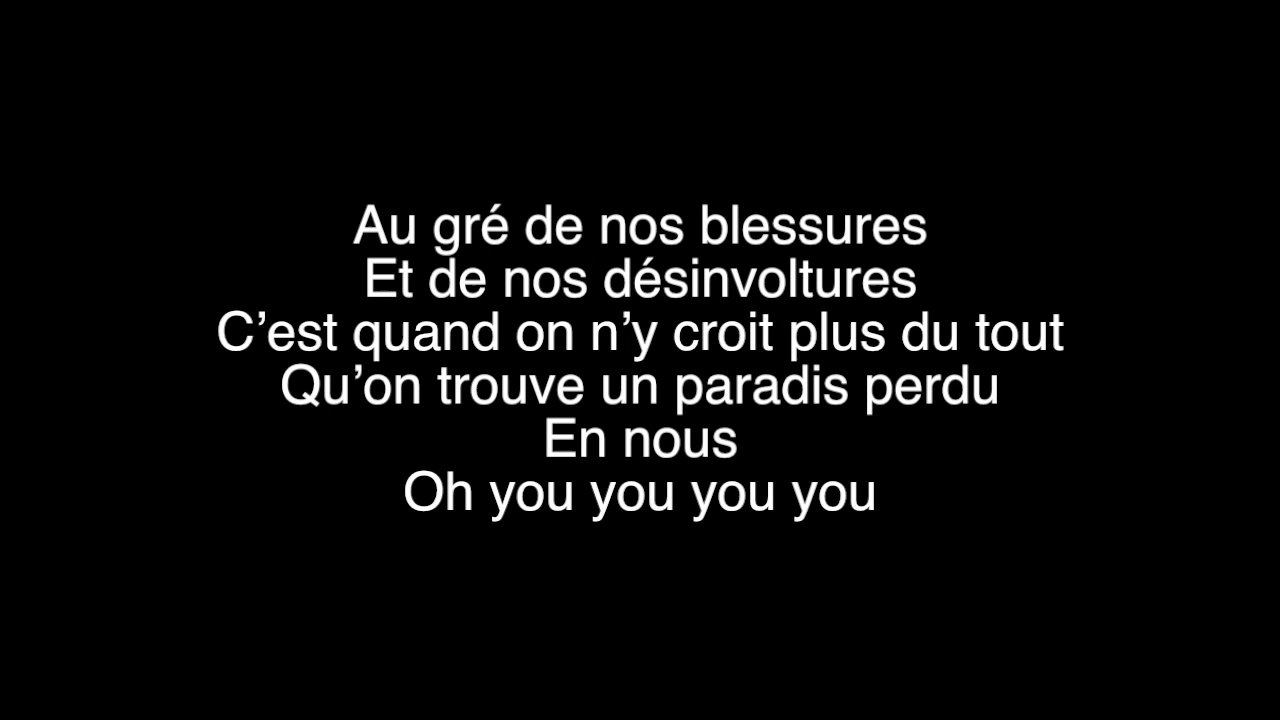 Au gré de nos blessures
Et de nos désinvoltures
C’est quand on n’y croit plus du tout
Qu’on trouve un paradis perdu
En nous
Oh you you you you